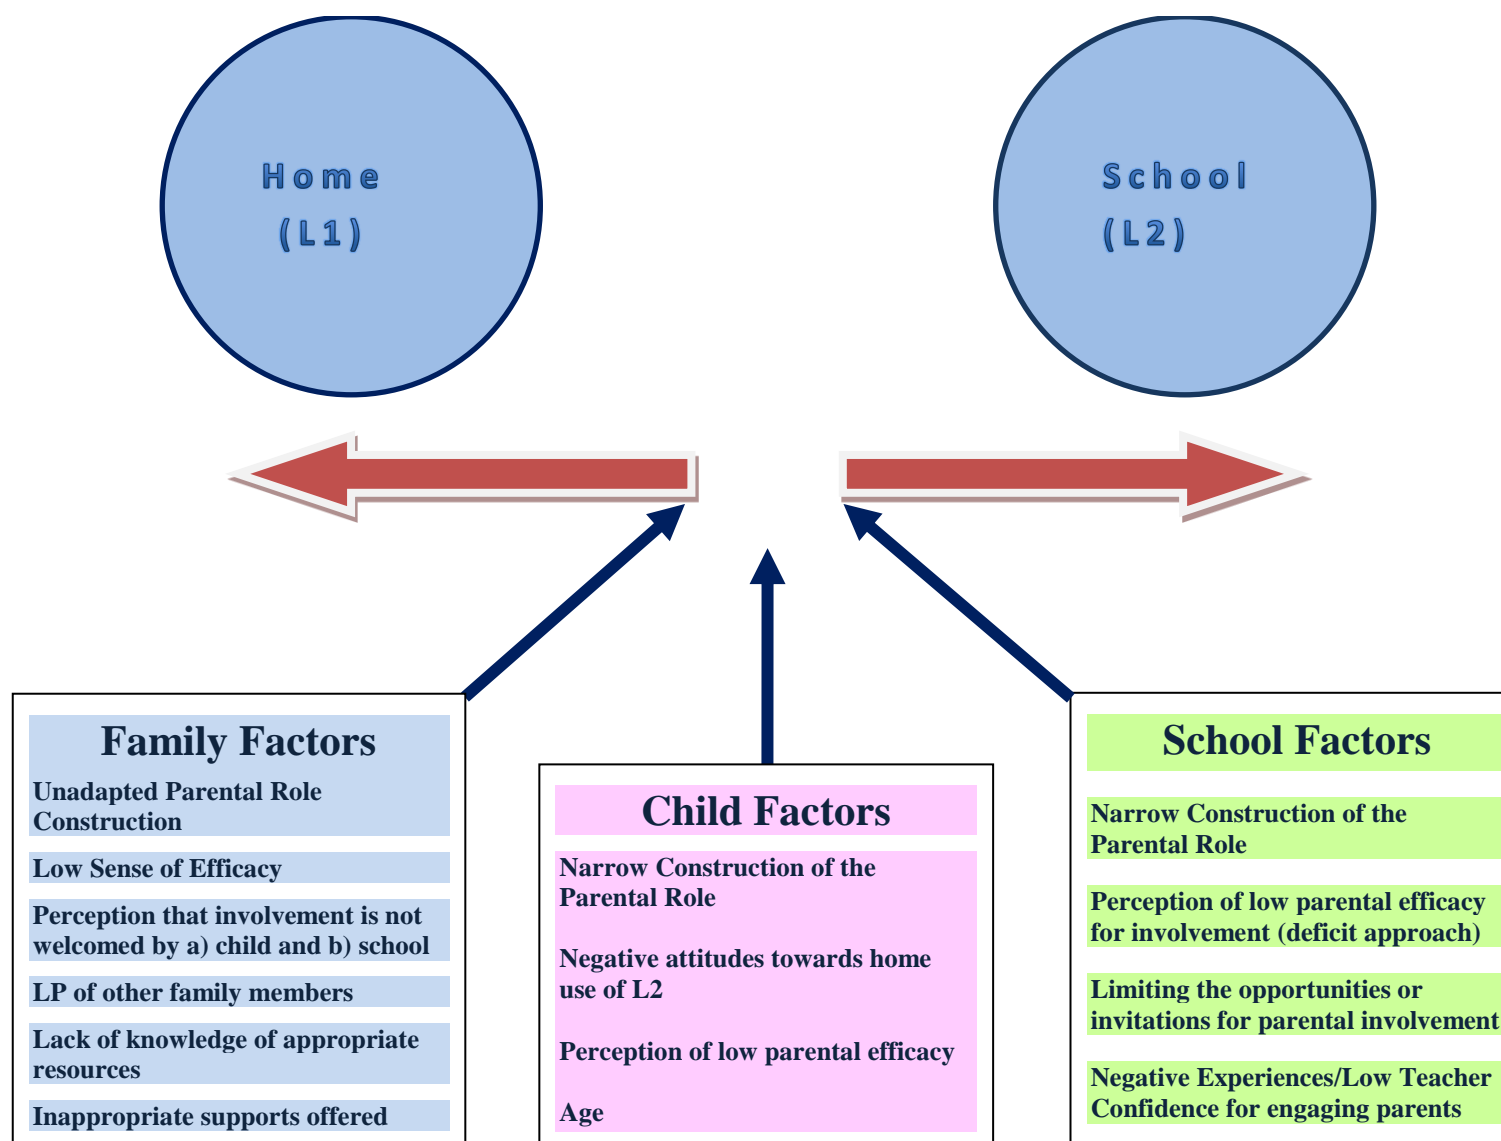 Home
(L1)
School
(L2)
Family Factors
Unadapted Parental Role
Construction
Low Sense of Efficacy
Perception that involvement is not
welcomed by a) child and b) school
LP of other family members
Lack of knowledge of appropriate
resources
Inappropriate supports offered
Child Factors
Narrow Construction of the
Parental Role
Negative attitudes towards home
use of L2
Perception of low parental efficacy
Age
School Factors
Narrow Construction of the
Parental Role
Perception of low parental efficacy
for involvement (deficit approach)
Limiting the opportunities or
invitations for parental involvement
Negative Experiences/Low Teacher
Confidence for engaging parents